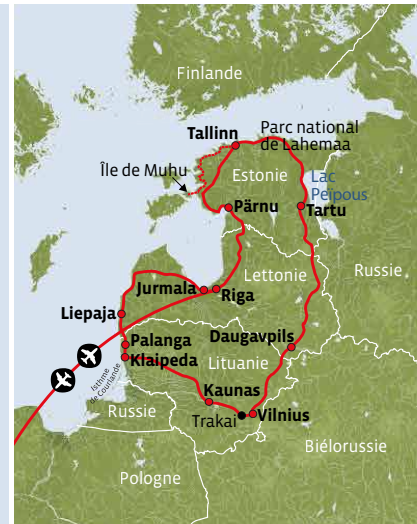 Finlande
Tallinn
Parc national
de Lahemaa
Île de Muhu
Estonie
Lac
Peïpous
Pärnu
Tartu
Lettonie
Russie
Jurmala
Riga
Liepaja
Palanga
Daugavpils
Klaipeda
Lituanie
Isthme
de Courlande
Kaunas
Russie
Trakai
Vilnius
Biélorussie
Pologne